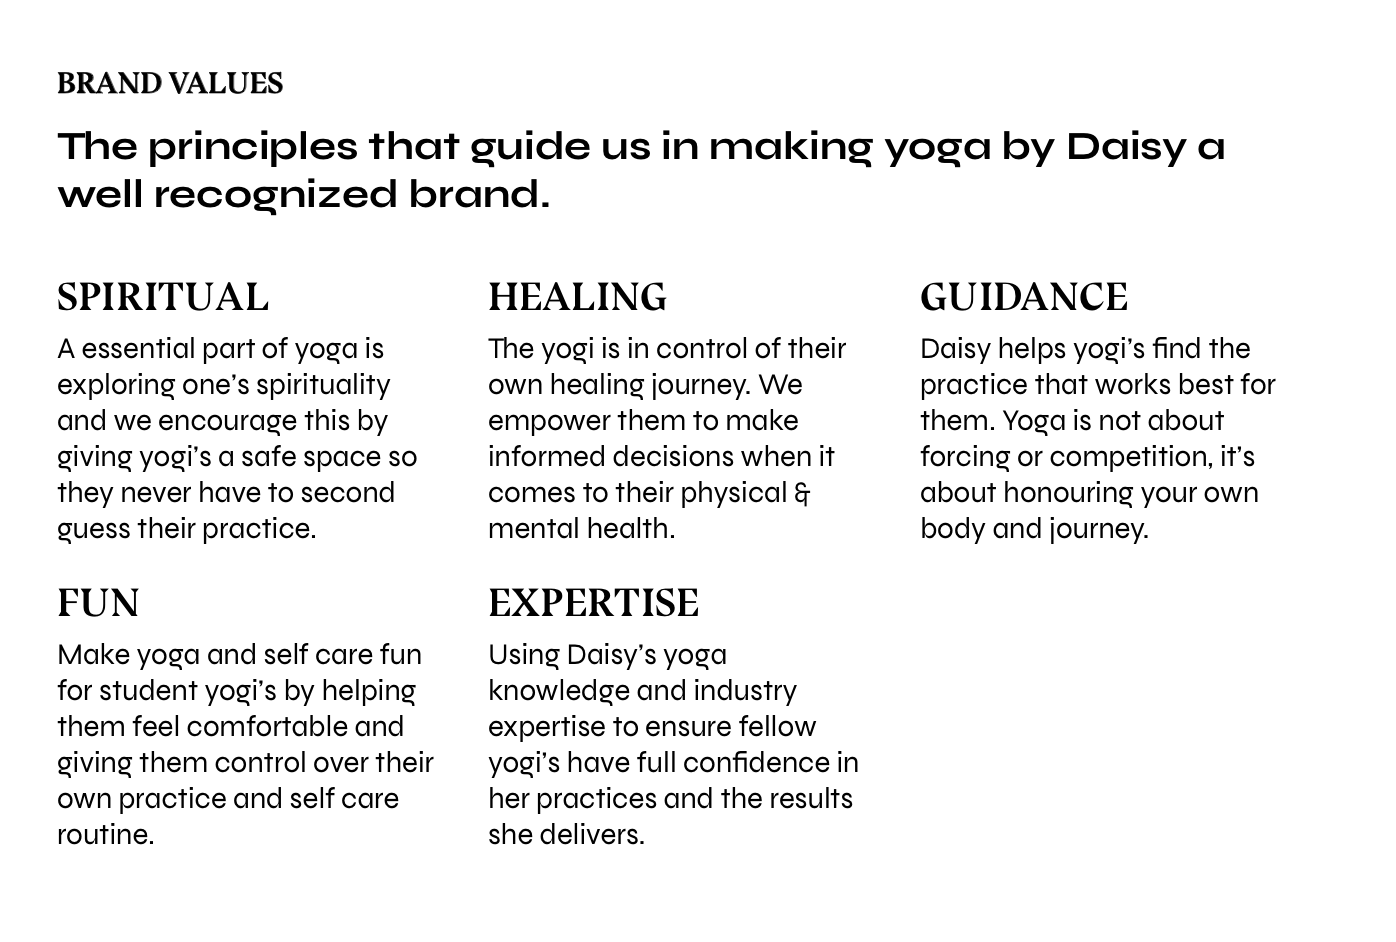 BRAND VALUES
The principles that guide us in making yoga by Daisy a
well recognized brand.
SPIRITUAL
A essential part of yoga is
exploring one’s spirituality
and we encourage this by
giving yogi’s a safe space so
they never have to second
guess their practice.
HEALING
The yogi is in control of their
own healing journey. We
empower them to make
informed decisions when it
comes to their physical &
mental health.
GUIDANCE
Daisy helps yogi’s find the
practice that works best for
them. Yoga is not about
forcing or competition, it’s
about honouring your own
body and journey.
FUN
Make yoga and self care fun
for student yogi’s by helping
them feel comfortable and
giving them control over their
own practice and self care
routine.
EXPERTISE
Using Daisy’s yoga
knowledge and industry
expertise to ensure fellow
yogi’s have full confidence in
her practices and the results
she delivers.